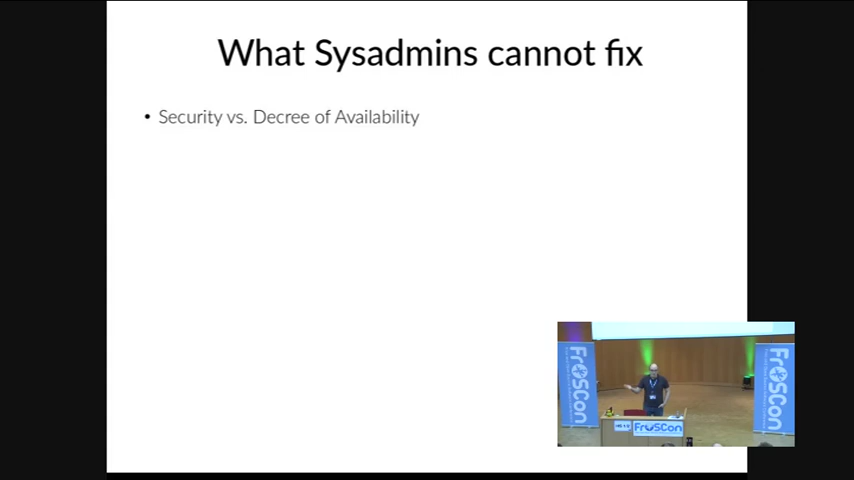 What Sysadmins cannot fix
• Security vs. Decree of Availability
FrOSCon
FrOSCon
FrOSCon